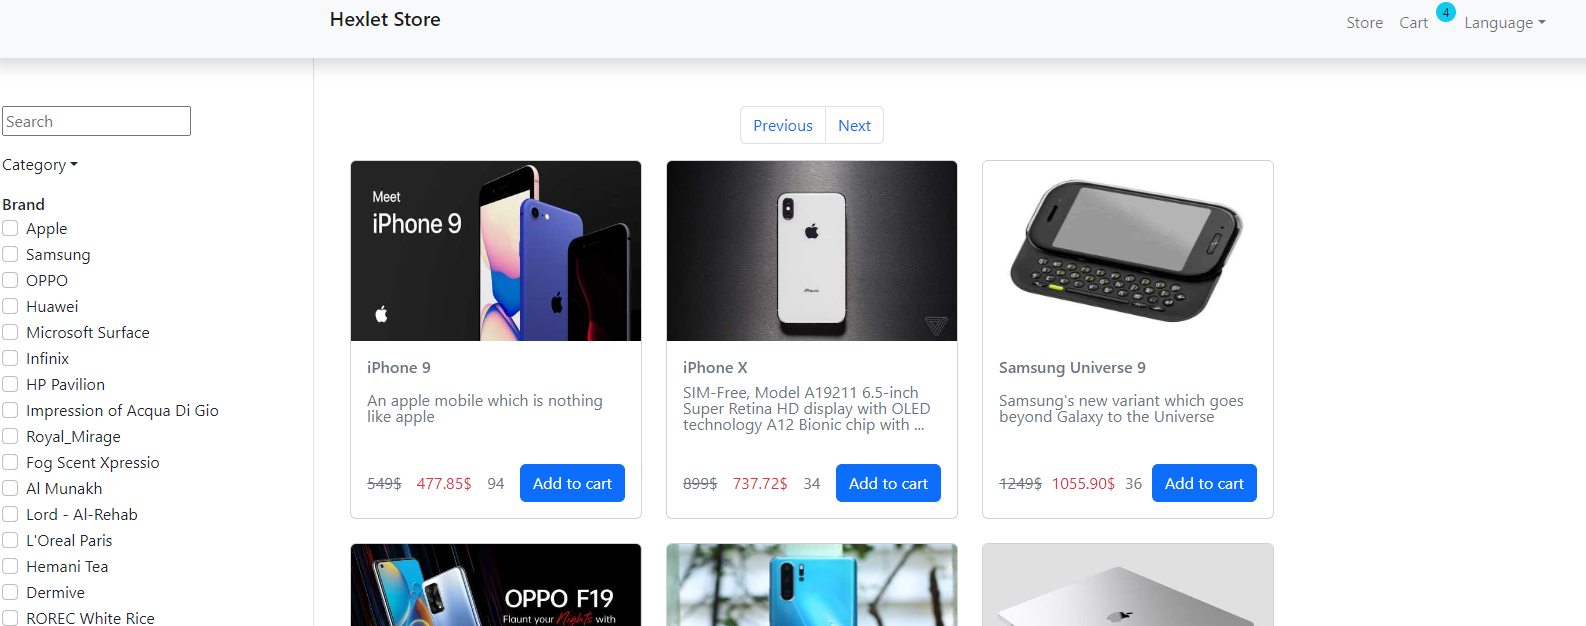 Hexlet Store
Store Cart 4 Language
Search
Category
Brand
Apple
Samsung
OPPO
Huawei
Microsoft Surface
Infinix
HP Pavilion
Impression of Acqua Di Gio
Royal_Mirage
Fog Scent Xpressio
Al Munakh
Lord - Al-Rehab
L'Oreal Paris
Hemani Tea
Dermive
ROREC White Rice
Previous Next
Meet
iPhone 9
iPhone 9
An apple mobile which is nothing
like apple
549$ 477.85$ 94 Add to cart
iPhone
iPhone X
SIM-Free, Model A19211 6.5-inch
Super Retina HD display with OLED
technology A12 Bionic chip with ...
899$ 737.72$ 34 Add to cart
Samsung Universe 9
Samsung's new variant which goes
beyond Galaxy to the Universe
1249$ 1055.90$ 36 Add to cart
OPPO F19
Flaunt your Nights with